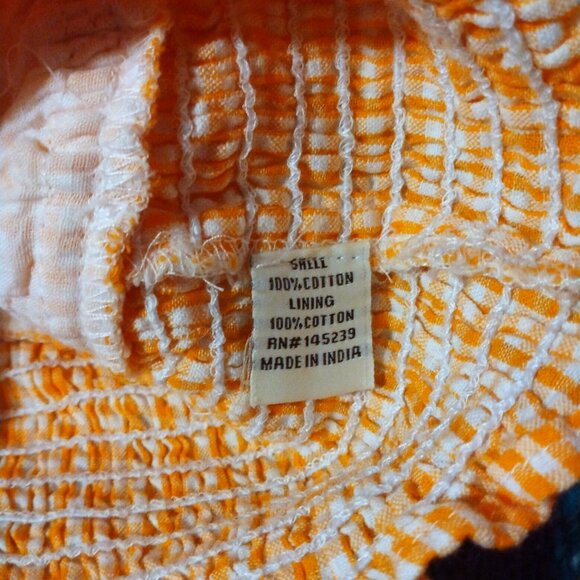 SHELL
100%COTTON
LINING
100%COTTON
RN#145239
MADE IN INDIA